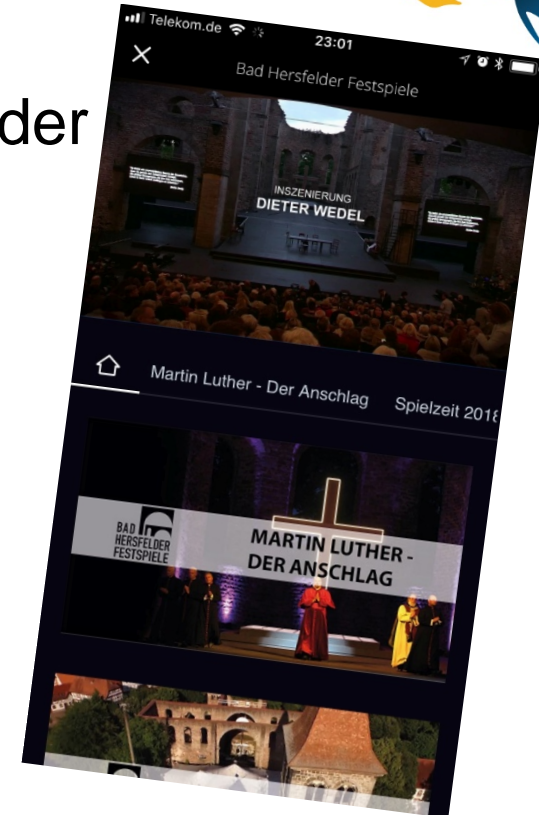 der
Telekom.de
23:01
Bad Hersfelder Festspiele
INSZENIERUNG
DIETER WEDEL
Martin Luther - Der Anschlag
Spielzeit 2018
BAD
HERSFELDER
FESTSPIELE
MARTIN LUTHER -
DER ANSCHLAG